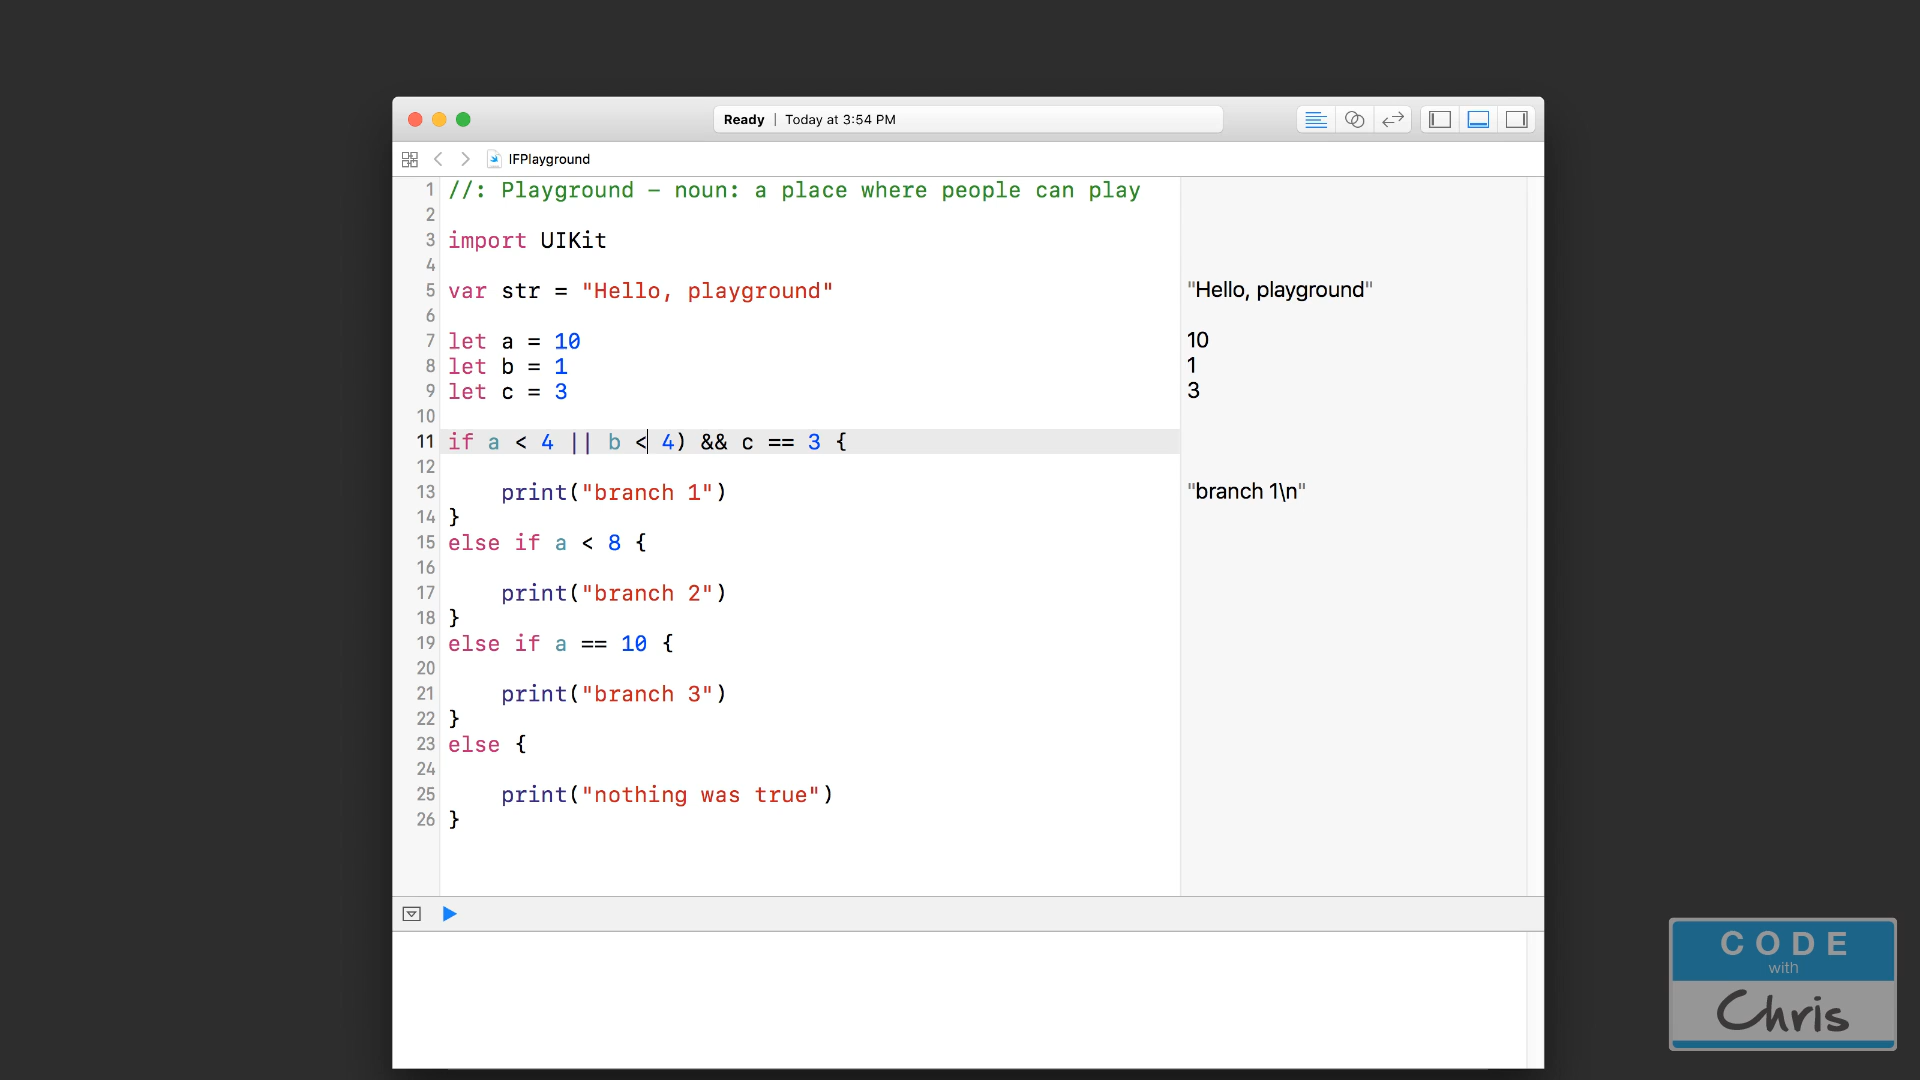 Ready | Today at 3:54 PM
IFPlayground
1 //: Playground – noun: a place where people can play
2
3 import UIKit
4
5 var str = "Hello, playground" "Hello, playground"
6
7 let a = 10 10
8 let b = 1 1
9 let c = 3 3
10
11 if a < 4 || b < 4) && c == 3 {
12
13 print("branch 1") "branch 1\n"
14 }
15 else if a < 8 {
16
17 print("branch 2")
18 }
19 else if a == 10 {
20
21 print("branch 3")
22 }
23 else {
24
25 print("nothing was true")
26 }
CODE
with
Chris